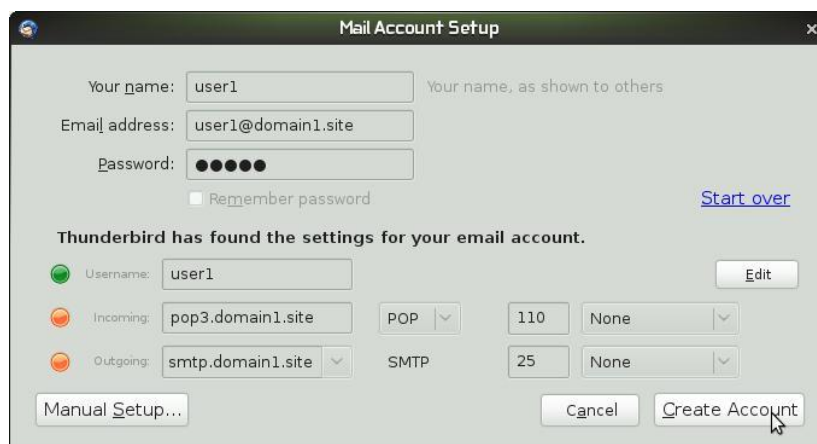 Mail Account Setup
Your name: user1 Your name, as shown to others
Email address: user1@domain1.site
Password: ●●●●●
Remember password Start over
Thunderbird has found the settings for your email account.
Username: user1 Edit
Incoming: pop3.domain1.site POP 110 None
Outgoing: smtp.domain1.site SMTP 25 None
Manual Setup... Cancel Create Account